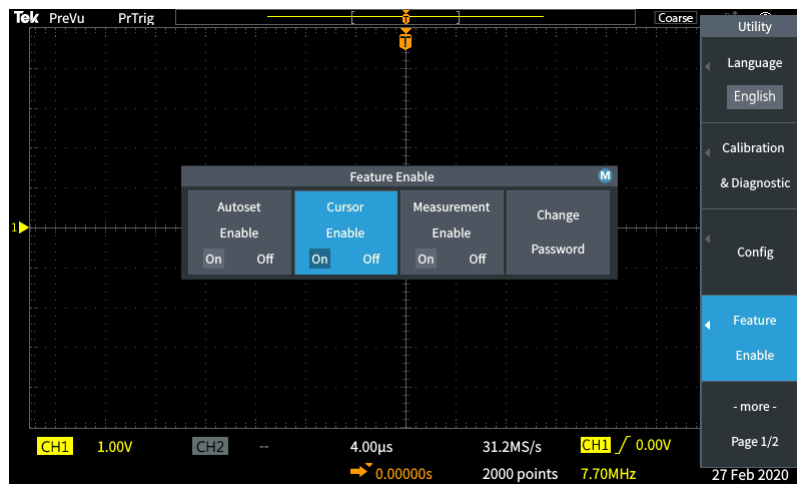 Tek PreVu PrTrig Coarse
T
T
Utility
Language
English
Calibration
& Diagnostic
Config
Feature
Enable
- more -
Page 1/2
Feature Enable M
Autoset
Enable
On Off
Cursor
Enable
On Off
Measurement
Enable
On Off
Change
Password
1
CH1 1.00V CH2 -- 4.00µs 31.2MS/s CH1 0.00V
0.00000s 2000 points 7.70MHz 27 Feb 2020